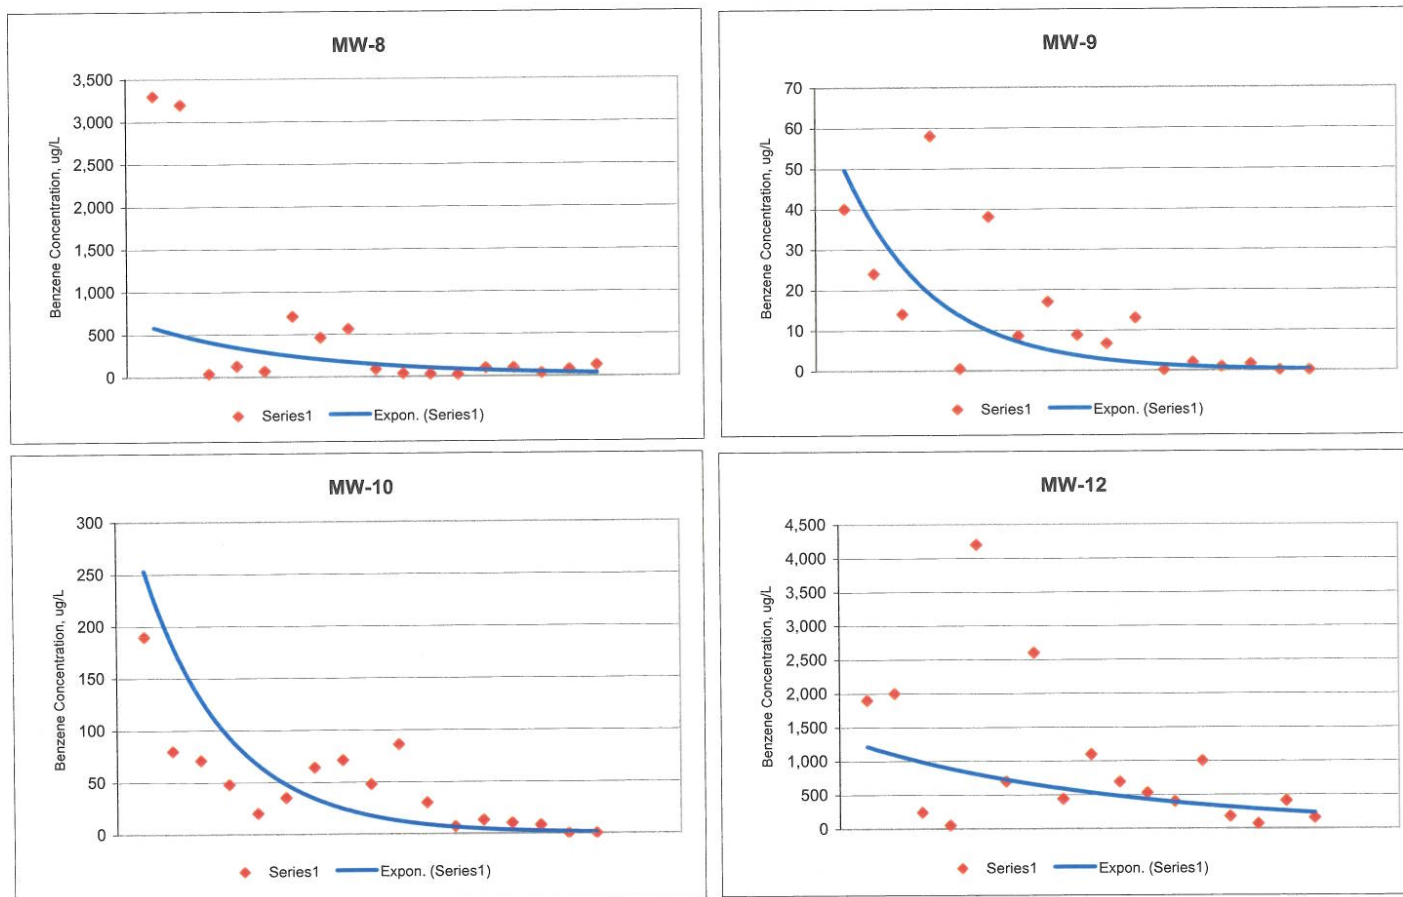 MW-8
Benzene Concentration, ug/L
3,500
3,000
2,500
2,000
1,500
1,000
500
0
Series1 Expon. (Series1)
MW-9
Benzene Concentration, ug/L
70
60
50
40
30
20
10
0
Series1 Expon. (Series1)
MW-10
Benzene Concentration, ug/L
300
250
200
150
100
50
0
Series1 Expon. (Series1)
MW-12
Benzene Concentration, ug/L
4,500
4,000
3,500
3,000
2,500
2,000
1,500
1,000
500
0
Series1 Expon. (Series1)